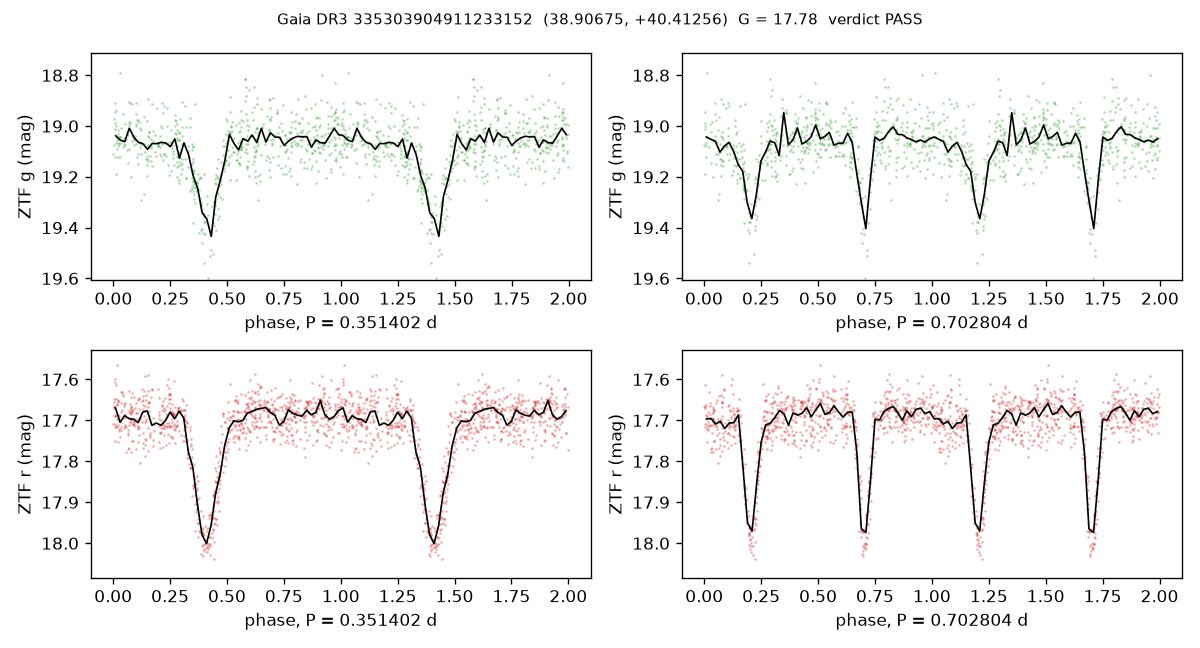 Gaia DR3 335303904911233152 (38.90675, +40.41256) G = 17.78 verdict PASS
ZTF g (mag)
18.8
19.0
19.2
19.4
19.6
0.00 0.25 0.50 0.75 1.00 1.25 1.50 1.75 2.00
phase, P = 0.351402 d
ZTF g (mag)
18.8
19.0
19.2
19.4
19.6
0.00 0.25 0.50 0.75 1.00 1.25 1.50 1.75 2.00
phase, P = 0.702804 d
ZTF r (mag)
17.6
17.7
17.8
17.9
18.0
0.00 0.25 0.50 0.75 1.00 1.25 1.50 1.75 2.00
phase, P = 0.351402 d
ZTF r (mag)
17.6
17.7
17.8
17.9
18.0
0.00 0.25 0.50 0.75 1.00 1.25 1.50 1.75 2.00
phase, P = 0.702804 d